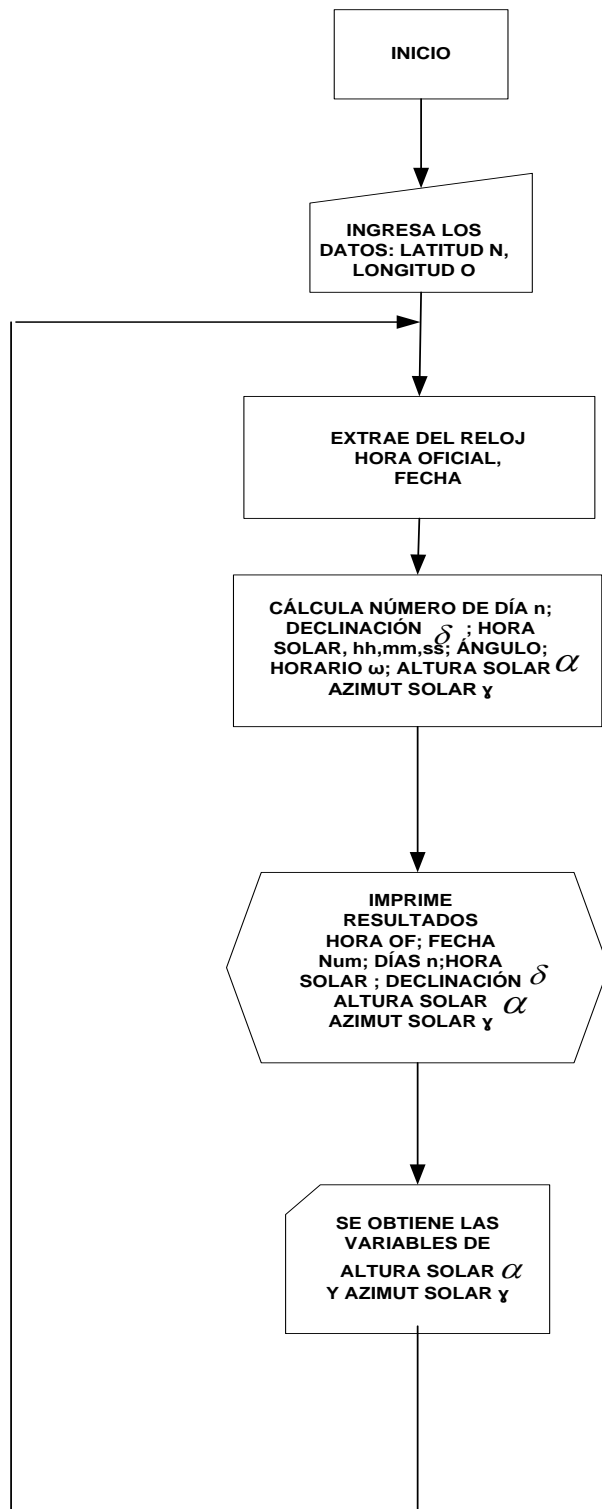 INICIO
INGRESA LOS
DATOS: LATITUD N,
LONGITUD O
EXTRAE DEL RELOJ
HORA OFICIAL,
FECHA
CÁLCULA NÚMERO DE DÍA n;
DECLINACIÓN δ ; HORA
SOLAR, hh,mm,ss; ÁNGULO;
HORARIO ω; ALTURA SOLAR α
AZIMUT SOLAR ɣ
IMPRIME
RESULTADOS
HORA OF; FECHA
Num; DÍAS n;HORA
SOLAR ; DECLINACIÓN δ
ALTURA SOLAR α
AZIMUT SOLAR ɣ
SE OBTIENE LAS
VARIABLES DE
ALTURA SOLAR α
Y AZIMUT SOLAR ɣ